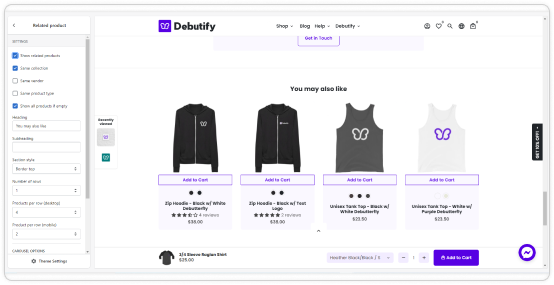 Related product
SETTINGS
Show related products
Same collection
Same vendor
Same product type
Show all products if empty
Heading
You may also like
Subheading
Section style
Border top
Number of rows
1
Products per row (desktop)
4
Product per row (mobile)
2
CAROUSEL OPTIONS
Theme Settings
Debutify
Shop
Blog
Help
Debutify
Get in Touch
You may also like
Recently
viewed
Add to Cart
Zip Hoodie - Black w/ White
Debutterfly
4 reviews
$38.00
Add to Cart
Zip Hoodie - Black w/ Text
Logo
2 reviews
$38.00
Add to Cart
Unisex Tank Top - Black w/
White Debutterfly
$23.50
Add to Cart
Unisex Tank Top - White w/
Purple Debutterfly
$23.50
GET 10% OFF!
3/4 Sleeve Raglan Shirt
$25.00
Heather Black/Black / S
1
Add to Cart